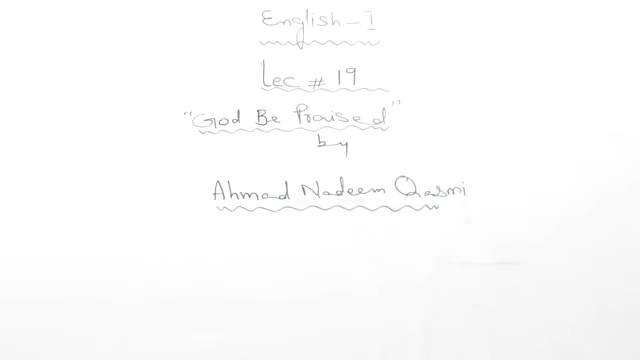 English - I
Lec # 19
"God Be Praised"
by
Ahmad Nadeem Qasmi